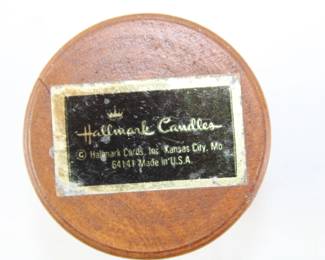 Hallmark Candles
© Hallmark Cards, Inc. Kansas City, Mo
64141 Made in U.S.A.